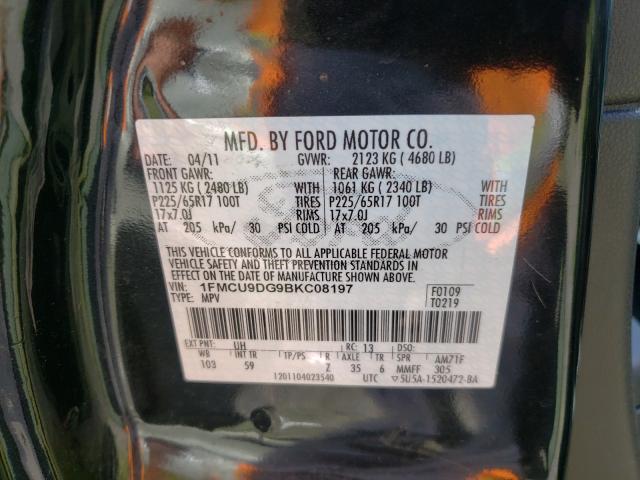 MFD. BY FORD MOTOR CO.
DATE: 04/11 GVWR: 2123 KG ( 4680 LB)
FRONT GAWR: REAR GAWR:
1125 KG ( 2480 LB) WITH 1061 KG ( 2340 LB) WITH
P225/65R17 100T TIRES P225/65R17 100T TIRES
17x7.0J RIMS 17x7.0J RIMS
AT 205 kPa/ 30 PSI COLD AT 205 kPa/ 30 PSI COLD
THIS VEHICLE CONFORMS TO ALL APPLICABLE FEDERAL MOTOR
VEHICLE SAFETY AND THEFT PREVENTION STANDARDS IN
EFFECT ON THE DATE OF MANUFACTURE SHOWN ABOVE.
VIN: 1FMCU9DG9BKC08197 F0109
TYPE: MPV T0219
EXT PNT: UH RC: 13 DSO:
WB INT TR TP/PS R AXLE TR SPR AM71F
103 59 Z 35 6 MMFF 305
1201104023540 UTC ▽5U5A-1520472-BA